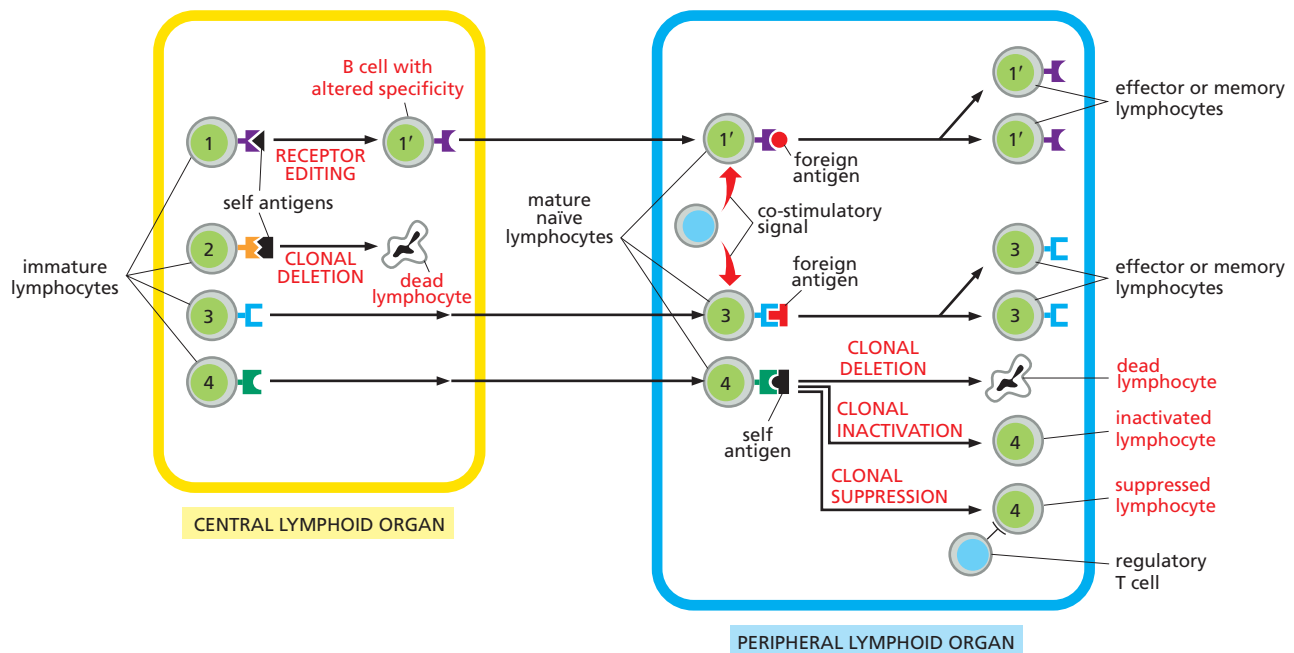 B cell with
altered specificity
1
RECEPTOR
EDITING
1′
self antigens
2
CLONAL
DELETION
dead
lymphocyte
immature
lymphocytes
3
4
CENTRAL LYMPHOID ORGAN
mature
naïve
lymphocytes
1′
foreign
antigen
co-stimulatory
signal
foreign
antigen
3
4
self
antigen
CLONAL
DELETION
CLONAL
INACTIVATION
CLONAL
SUPPRESSION
1′
1′
effector or memory
lymphocytes
3
3
effector or memory
lymphocytes
dead
lymphocyte
4
inactivated
lymphocyte
4
suppressed
lymphocyte
regulatory
T cell
PERIPHERAL LYMPHOID ORGAN